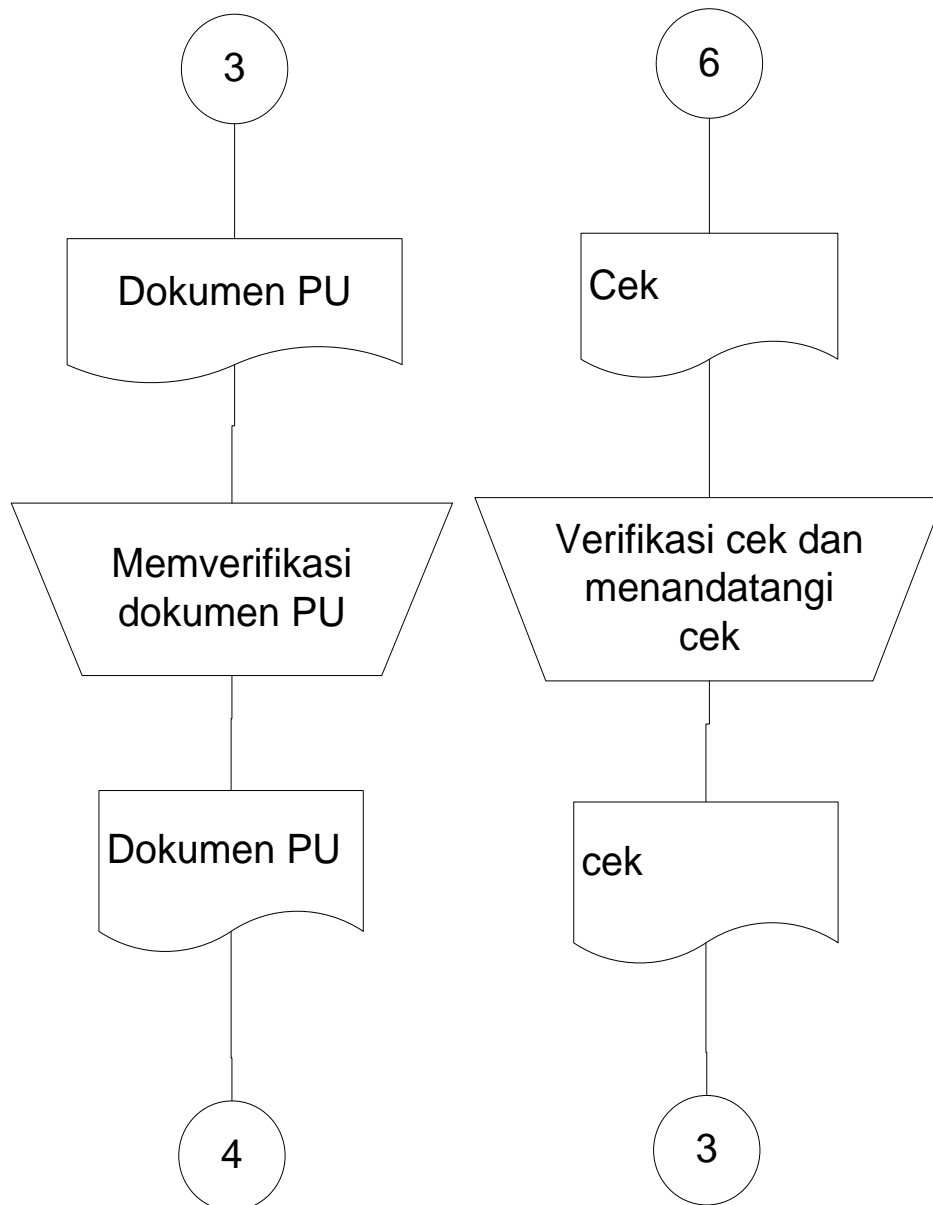 3
Dokumen PU
Memverifikasi
dokumen PU
Dokumen PU
4
6
Cek
Verifikasi cek dan
menandatangi
cek
cek
3